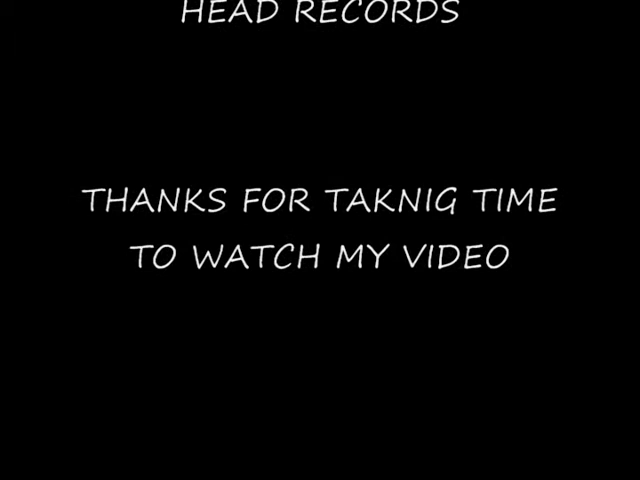 HEAD RECORDS
THANKS FOR TAKNIG TIME
TO WATCH MY VIDEO